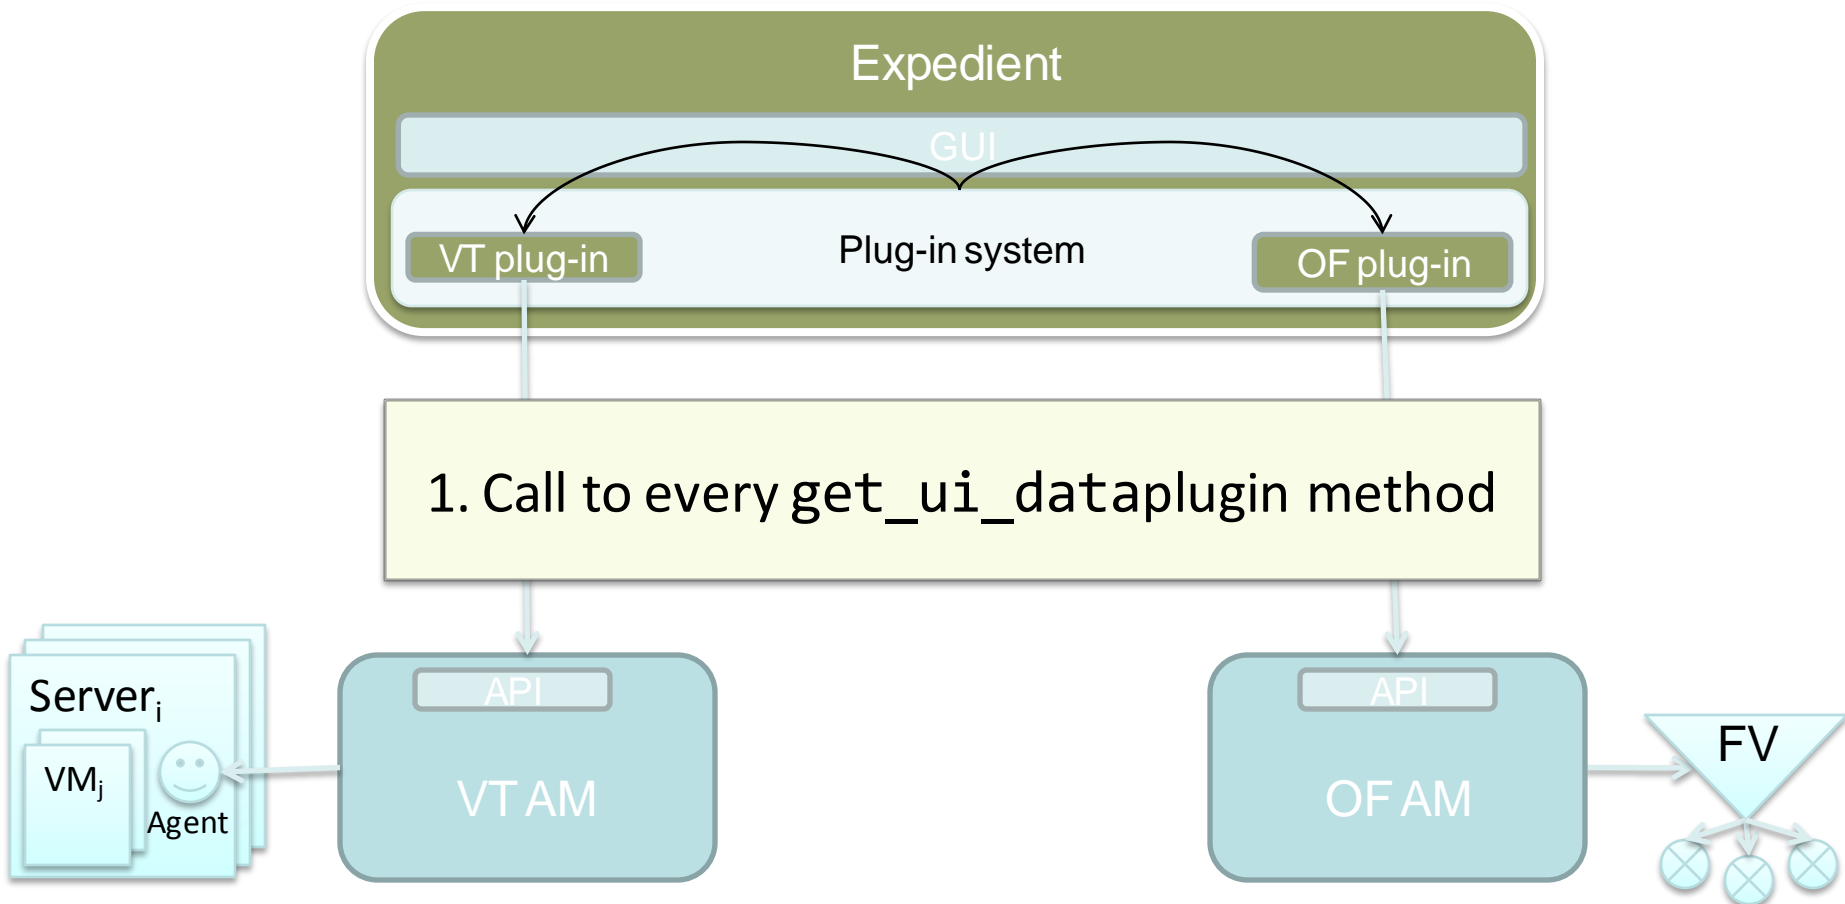 Expedient
GUI
VT plug-in
Plug-in system
OF plug-in
1. Call to every get_ui_dataplugin method
Serveri
VMj
Agent
API
VT AM
API
OF AM
FV